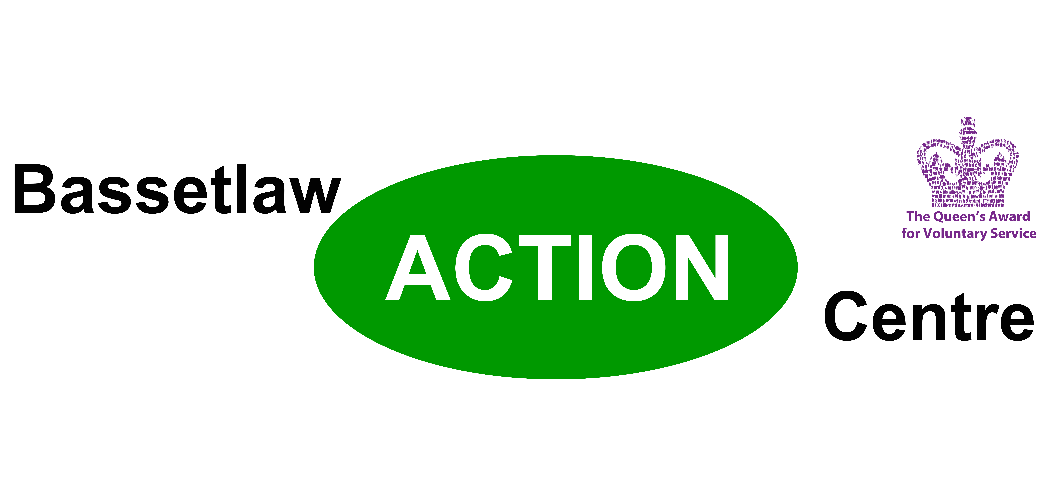 Bassetlaw
ACTION
Centre
The Queen's Award
for Voluntary Service